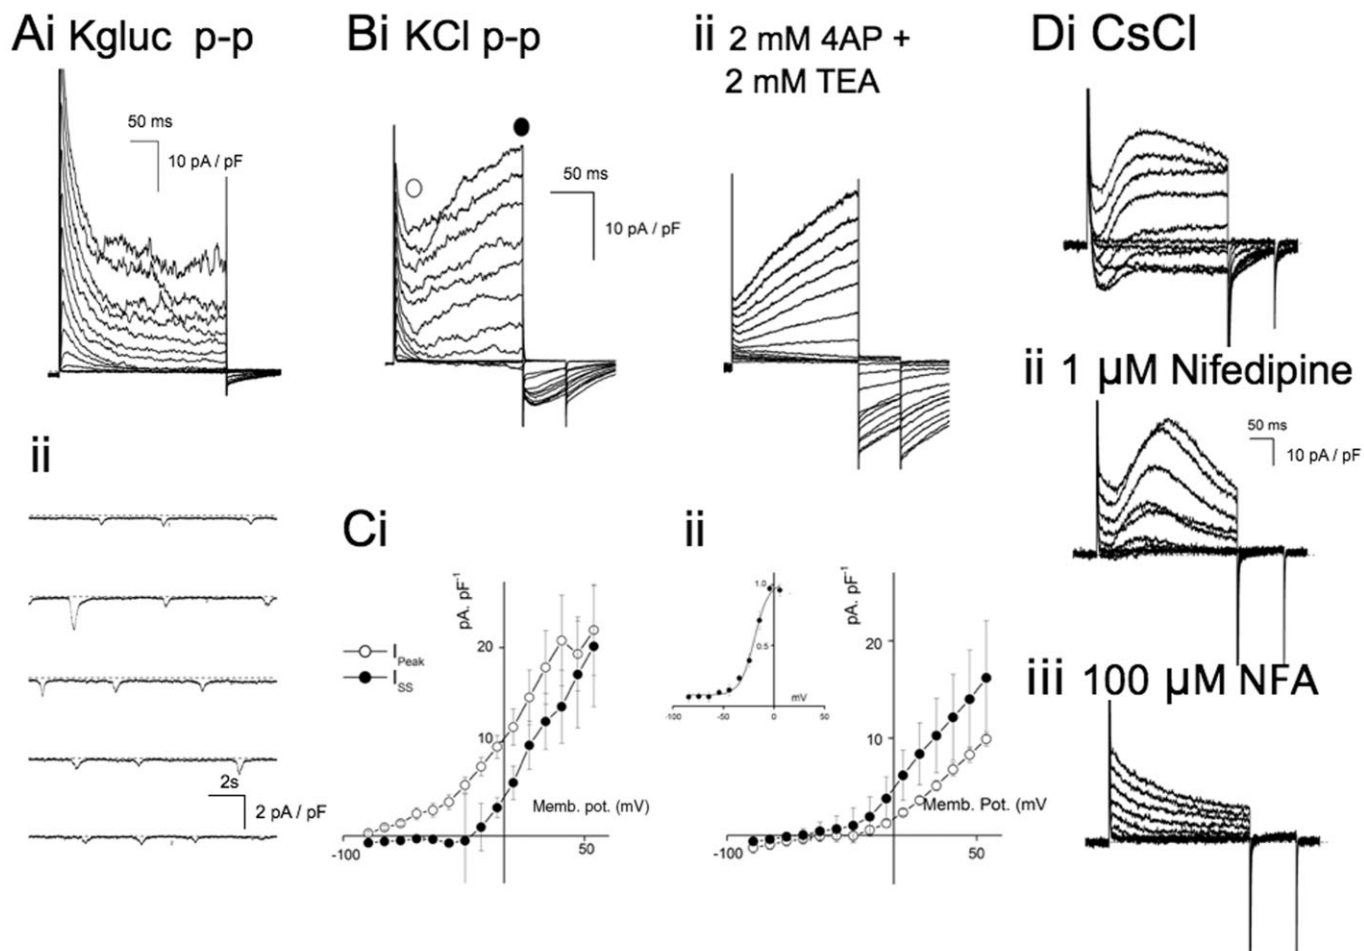 Ai Kgluc p-p
50 ms
10 pA / pF
Bi KCl p-p
50 ms
10 pA / pF
ii 2 mM 4AP +
2 mM TEA
Di CsCl
ii 1 µM Nifedipine
50 ms
10 pA / pF
iii 100 µM NFA
ii
2s
2 pA / pF
Ci
pA. pF-1
I Peak
I SS
20
10
Memb. pot. (mV)
-100
50
ii
1.0
0.5
mV
-100
-50
0
50
pA. pF-1
20
10
Memb. Pot. (mV
-100
50